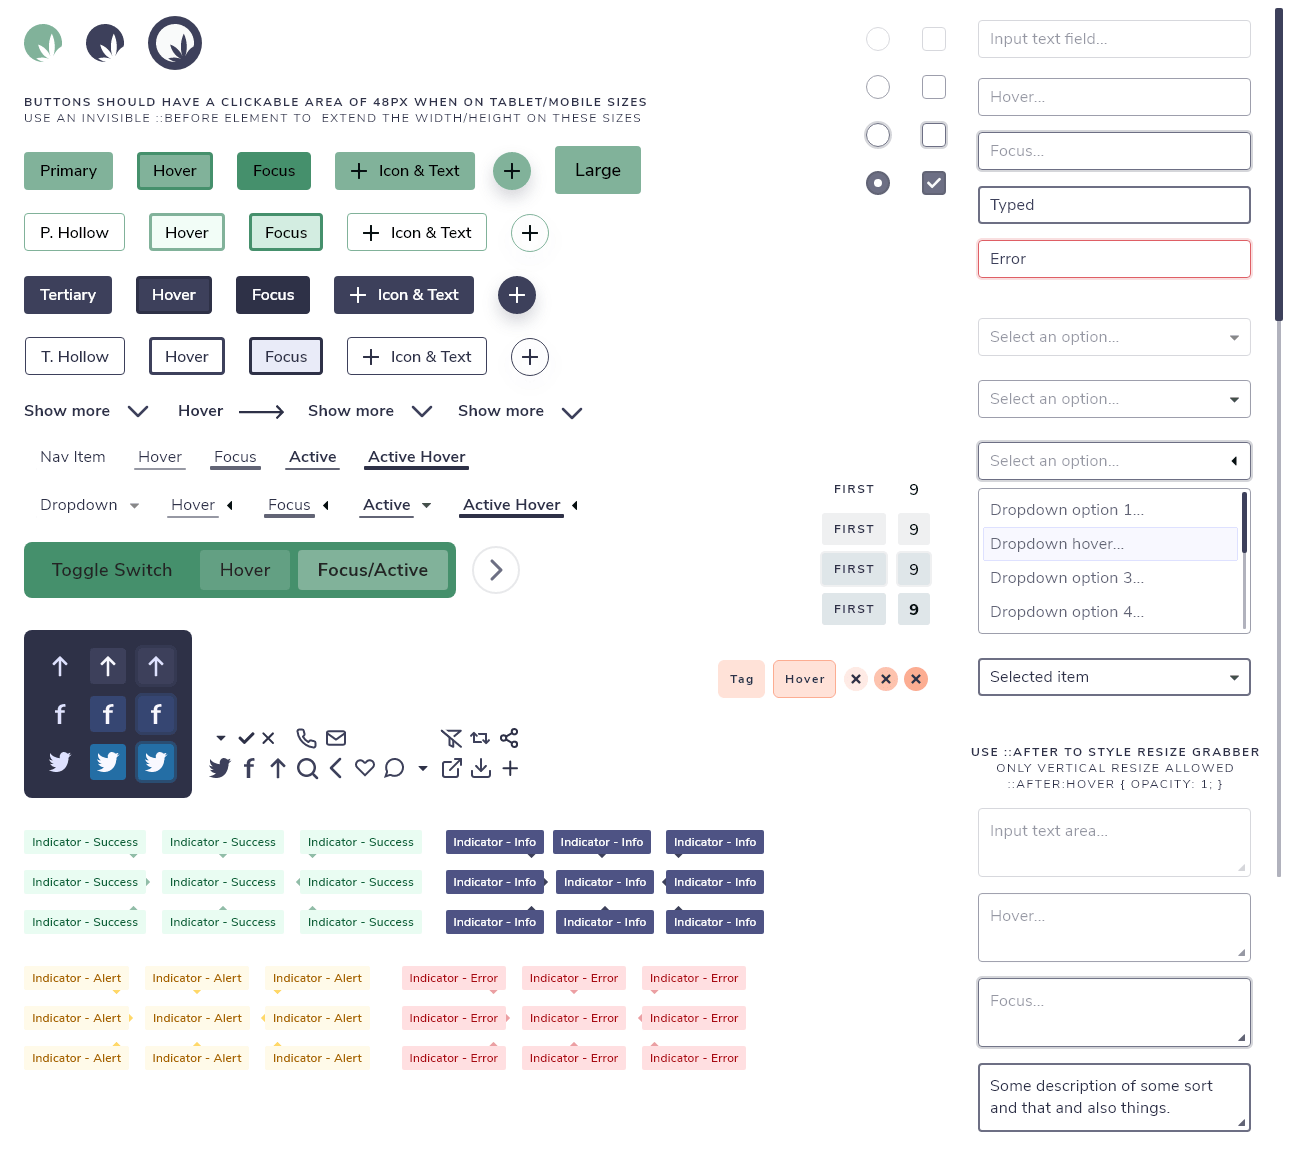 BUTTONS SHOULD HAVE A CLICKABLE AREA OF 48PX WHEN ON TABLET/MOBILE SIZES
USE AN INVISIBLE ::BEFORE ELEMENT TO EXTEND THE WIDTH/HEIGHT ON THESE SIZES
Primary Hover Focus Icon & Text Large
P. Hollow Hover Focus Icon & Text
Tertiary Hover Focus Icon & Text
T. Hollow Hover Focus Icon & Text
Show more Hover Show more Show more
Nav Item Hover Focus Active Active Hover
Dropdown Hover Focus Active Active Hover
Toggle Switch Hover Focus/Active
FIRST 9
FIRST 9
FIRST 9
FIRST 9
Tag Hover
Indicator - Success Indicator - Success Indicator - Success Indicator - Info Indicator - Info Indicator - Info
Indicator - Success Indicator - Success Indicator - Success Indicator - Info Indicator - Info Indicator - Info
Indicator - Success Indicator - Success Indicator - Success Indicator - Info Indicator - Info Indicator - Info
Indicator - Alert Indicator - Alert Indicator - Alert Indicator - Error Indicator - Error Indicator - Error
Indicator - Alert Indicator - Alert Indicator - Alert Indicator - Error Indicator - Error Indicator - Error
Indicator - Alert Indicator - Alert Indicator - Alert Indicator - Error Indicator - Error Indicator - Error
Input text field...
Hover...
Focus...
Typed
Error
Select an option...
Select an option...
Select an option...
Dropdown option 1...
Dropdown hover...
Dropdown option 3...
Dropdown option 4...
Selected item
USE ::AFTER TO STYLE RESIZE GRABBER
ONLY VERTICAL RESIZE ALLOWED
::AFTER:HOVER { OPACITY: 1; }
Input text area...
Hover...
Focus...
Some description of some sort
and that and also things.